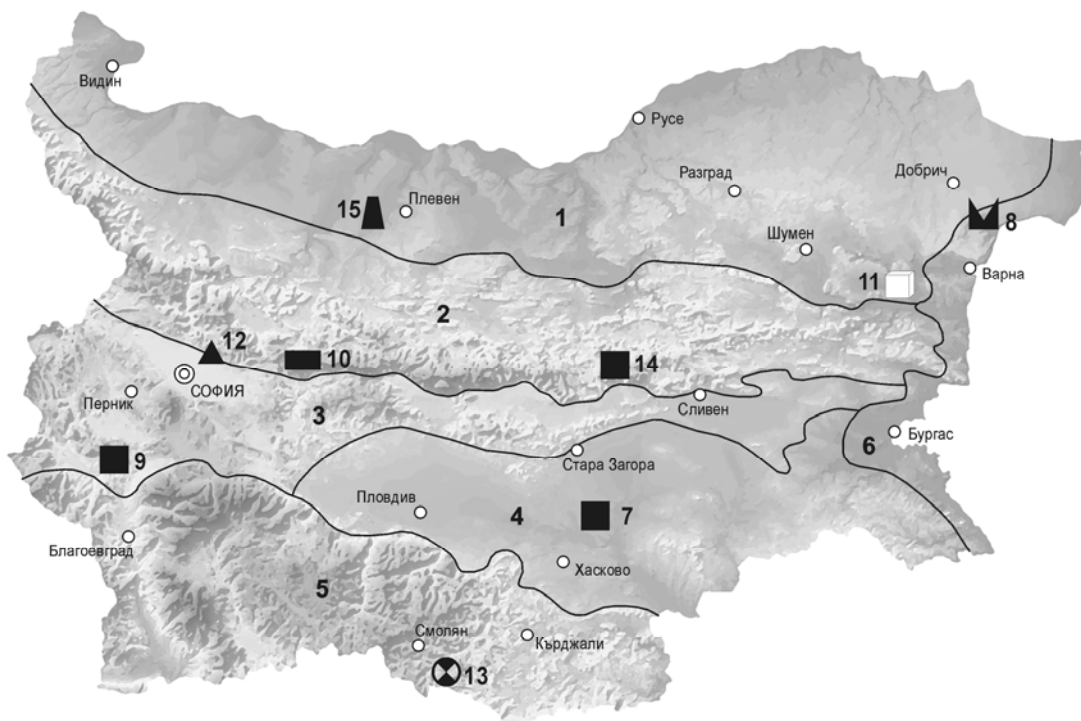 Видин
Русе
Разград
Добрич
15
Плевен
1
8
Шумен
Варна
11
2
12
10
14
СОФИЯ
Перник
3
Сливен
6
Бургас
9
Стара Загора
Пловдив
4
7
Благоевград
Хасково
5
Смолян
Кърджали
13